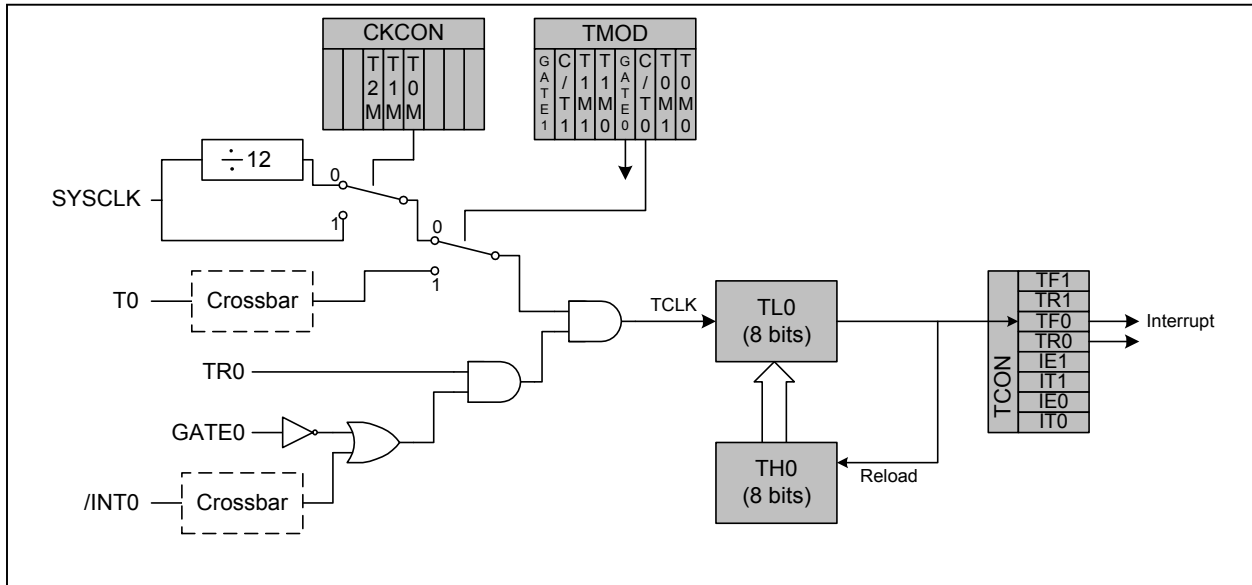 CKCON
T2M
T1M
T0M
TMOD
GATE1
C/T1
T1M1
T1M0
GATE0
C/T0
T0M1
T0M0
÷ 12
SYSCLK
0
1
0
1
T0
Crossbar
TR0
GATE0
/INT0
Crossbar
TCLK
TL0
(8 bits)
TH0
(8 bits)
Reload
TCON
TF1
TR1
TF0
TR0
IE1
IT1
IE0
IT0
Interrupt